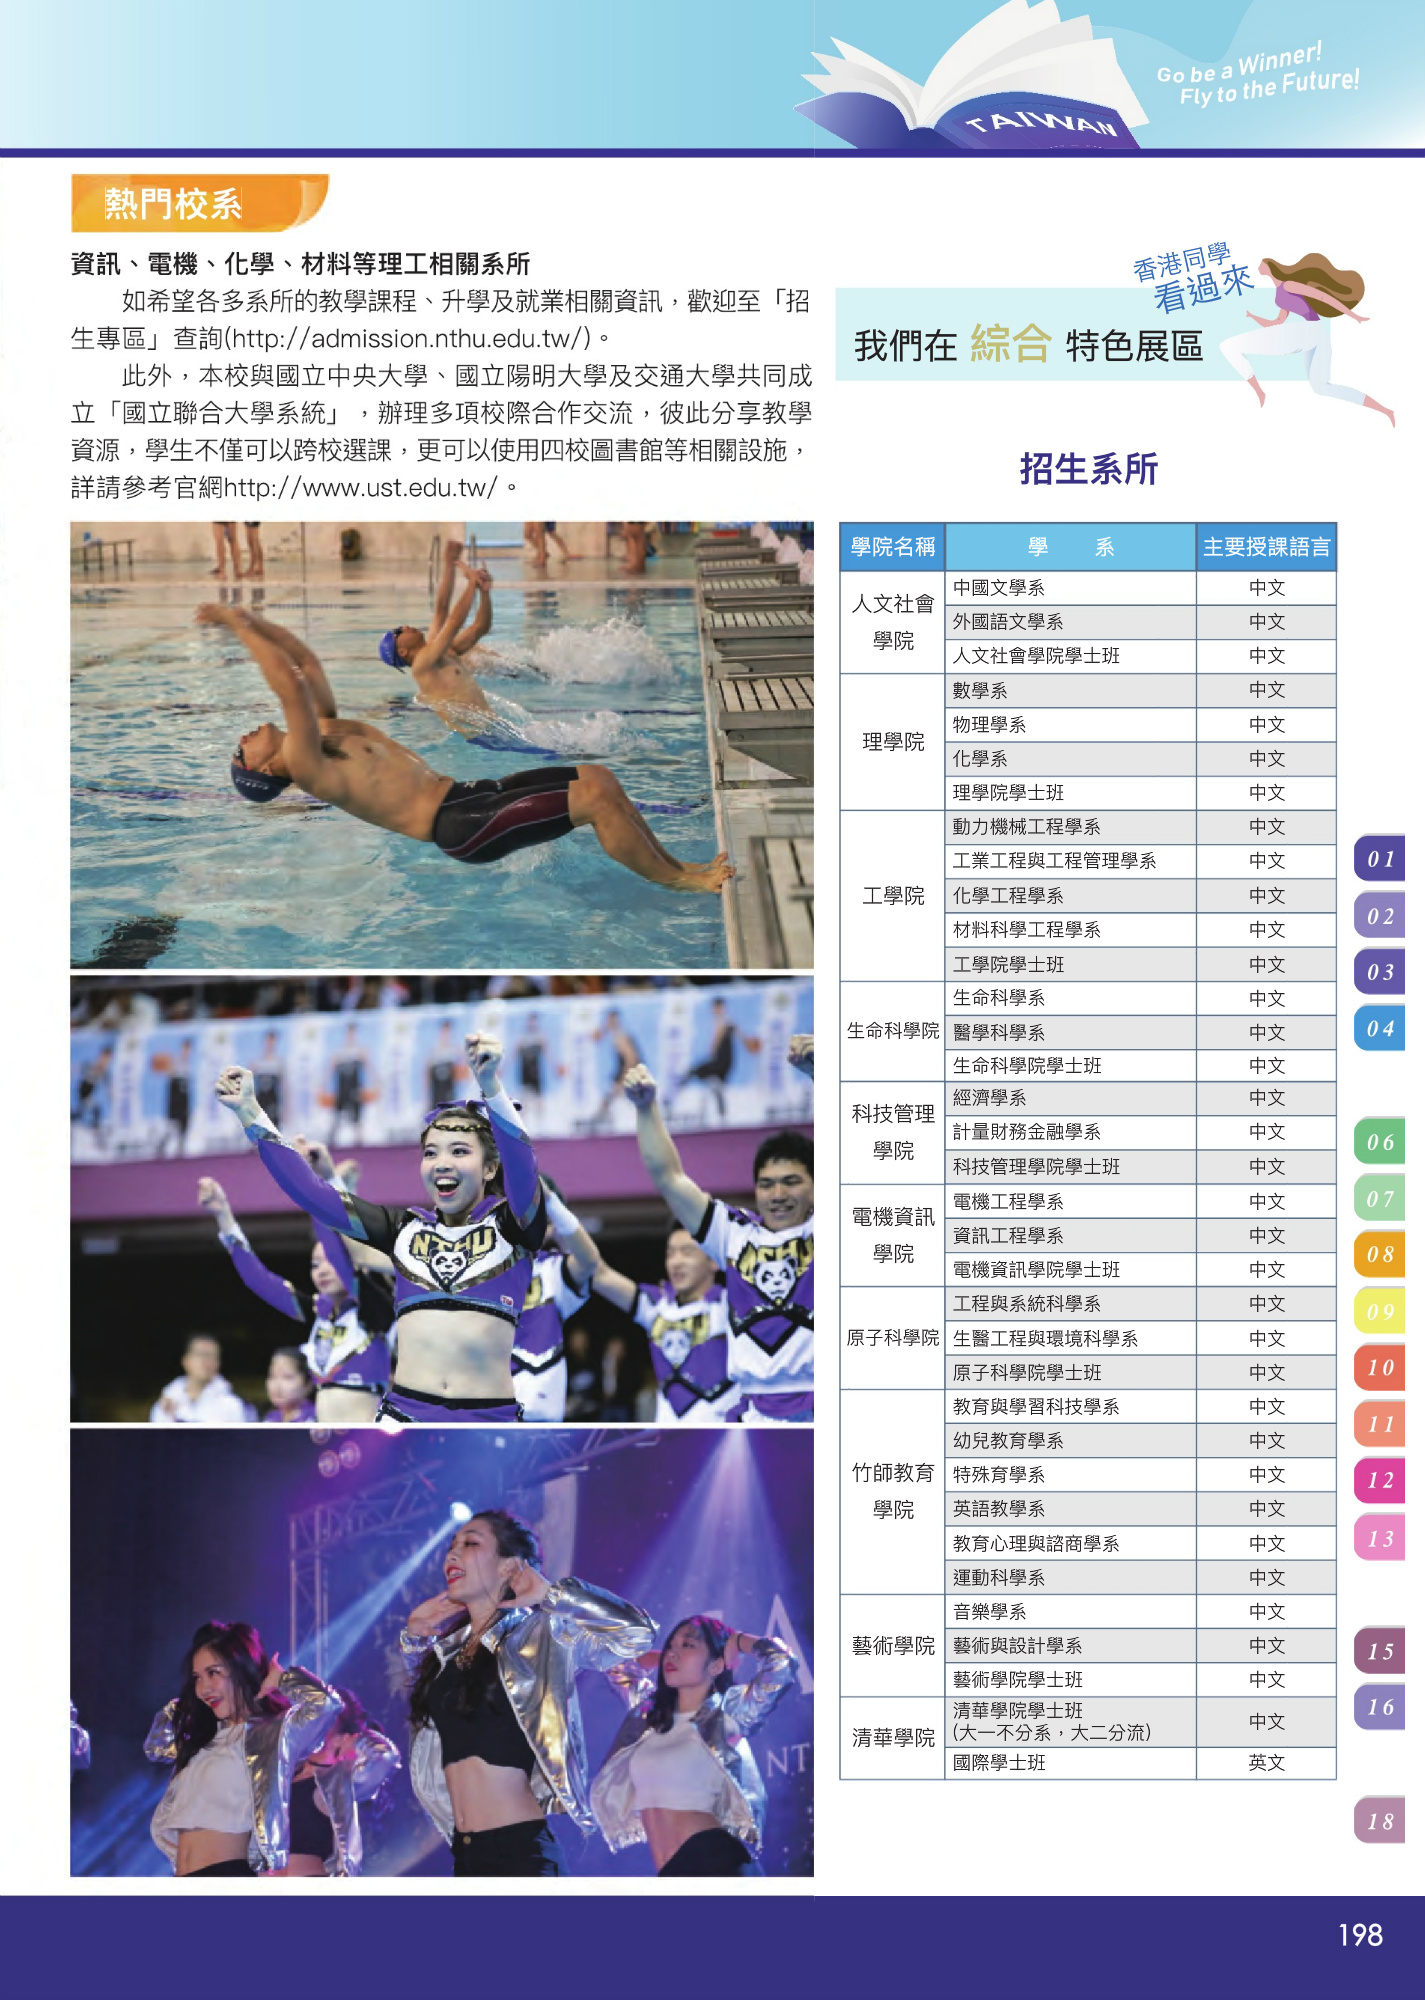 Go be a Winner!
Fly to the Future!
TAIWAN
熱門校系
資訊、電機、化學、材料等理工相關系所
如希望各多系所的教學課程、升學及就業相關資訊，歡迎至「招
生專區」查詢(http://admission.nthu.edu.tw/)。
此外，本校與國立中央大學、國立陽明大學及交通大學共同成
立「國立聯合大學系統」，辦理多項校際合作交流，彼此分享教學
資源，學生不僅可以跨校選課，更可以使用四校圖書館等相關設施，
詳請參考官網http://www.ust.edu.tw/。
NTHU
香港同學
看過來
我們在 綜合 特色展區
招生系所
學院名稱 學 系 主要授課語言
人文社會
學院
中國文學系 中文
外國語文學系 中文
人文社會學院學士班 中文
理學院
數學系 中文
物理學系 中文
化學系 中文
理學院學士班 中文
工學院
動力機械工程學系 中文
工業工程與工程管理學系 中文
化學工程學系 中文
材料科學工程學系 中文
工學院學士班 中文
生命科學院
生命科學系 中文
醫學科學系 中文
生命科學院學士班 中文
科技管理
學院
經濟學系 中文
計量財務金融學系 中文
科技管理學院學士班 中文
電機資訊
學院
電機工程學系 中文
資訊工程學系 中文
電機資訊學院學士班 中文
原子科學院
工程與系統科學系 中文
生醫工程與環境科學系 中文
原子科學院學士班 中文
竹師教育
學院
教育與學習科技學系 中文
幼兒教育學系 中文
特殊育學系 中文
英語教學系 中文
教育心理與諮商學系 中文
運動科學系 中文
藝術學院
音樂學系 中文
藝術與設計學系 中文
藝術學院學士班 中文
清華學院
清華學院學士班
(大一不分系，大二分流) 中文
國際學士班 英文
01
02
03
04
06
07
08
09
10
11
12
13
15
16
18
198